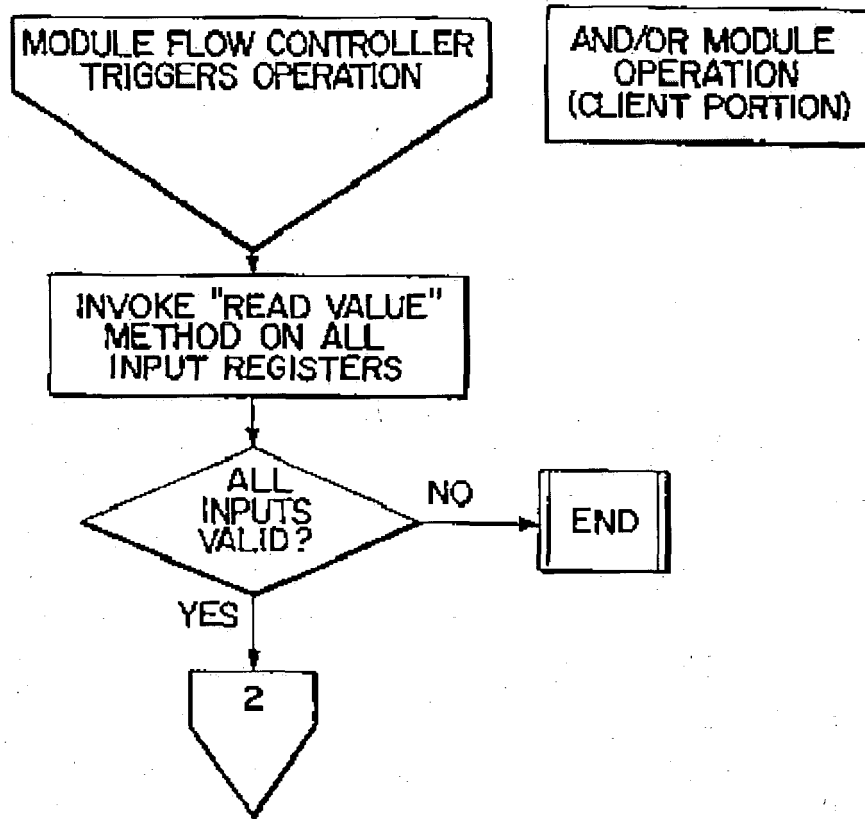 MODULE FLOW CONTROLLER
TRIGGERS OPERATION
AND/OR MODULE
OPERATION
(CLIENT PORTION)
INVOKE "READ VALUE"
METHOD ON ALL
INPUT REGISTERS
ALL
INPUTS
VALID?
NO
END
YES
2